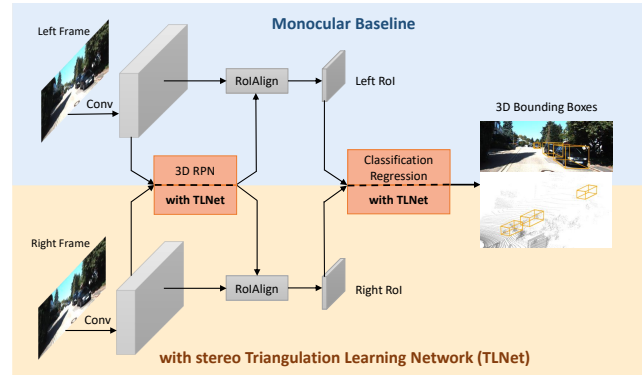 Monocular Baseline
Left Frame
Conv
RoIAlign
Left RoI
3D Bounding Boxes
3D RPN
with TLNet
Classification
Regression
with TLNet
Right Frame
Conv
RoIAlign
Right RoI
with stereo Triangulation Learning Network (TLNet)